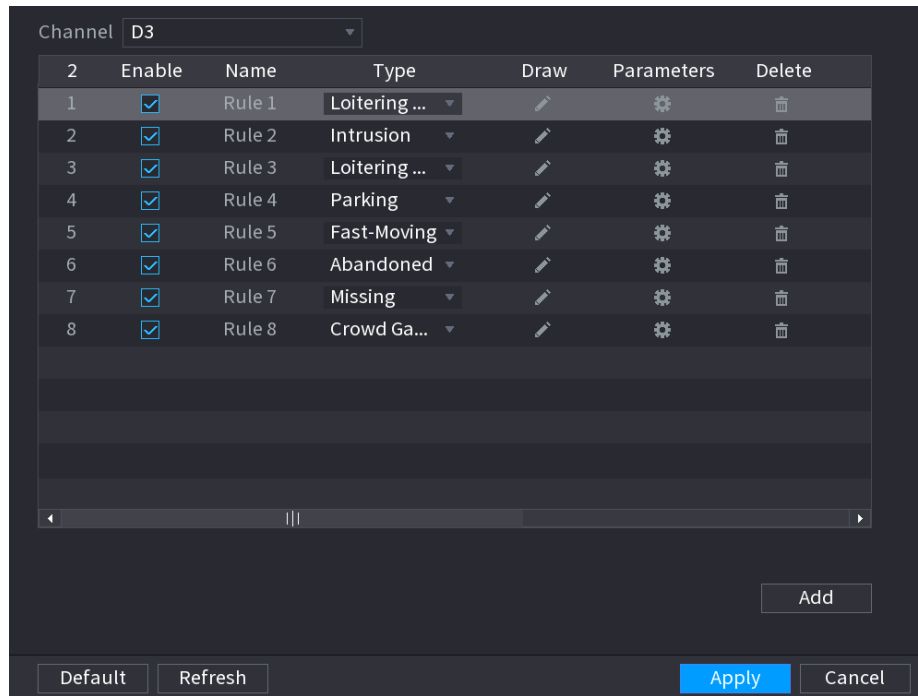 Channel D3
2 Enable Name Type Draw Parameters Delete
1 Rule 1 Loitering ...
2 Rule 2 Intrusion
3 Rule 3 Loitering ...
4 Rule 4 Parking
5 Rule 5 Fast-Moving
6 Rule 6 Abandoned
7 Rule 7 Missing
8 Rule 8 Crowd Ga...
Add
Default Refresh Apply Cancel